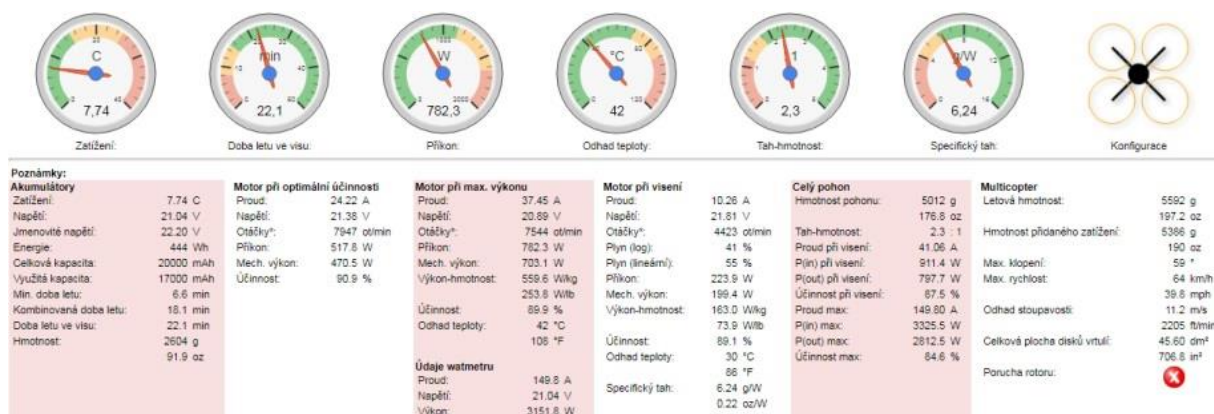 C
7,74
Zatížení:
min
22,1
Doba letu ve visu:
W
782,3
Příkon:
°C
42
Odhad teploty:
: 1
2,3
Tah-hmotnost:
g/W
6,24
Specifický tah:
Konfigurace
Poznámky:
Akumulátory
Zatížení: 7.74 C
Napětí: 21.04 V
Jmenovité napětí: 22.20 V
Energie: 444 Wh
Celková kapacita: 20000 mAh
Využitá kapacita: 17000 mAh
Min. doba letu: 6.6 min
Kombinovaná doba letu: 18.1 min
Doba letu ve visu: 22.1 min
Hmotnost: 2604 g
91.9 oz
Motor při optimální účinnosti
Proud: 24.22 A
Napětí: 21.38 V
Otáčky*: 7947 ot/min
Příkon: 517.8 W
Mech. výkon: 470.5 W
Účinnost: 90.9 %
Motor při max. výkonu
Proud: 37.45 A
Napětí: 20.89 V
Otáčky*: 7544 ot/min
Příkon: 782.3 W
Mech. výkon: 703.1 W
Výkon-hmotnost: 559.6 W/kg
253.8 W/lb
Účinnost: 89.9 %
Odhad teploty: 42 °C
108 °F
Údaje watmetru
Proud: 149.8 A
Napětí: 21.04 V
Výkon: 3151.8 W
Motor při visení
Proud: 10.26 A
Napětí: 21.81 V
Otáčky*: 4423 ot/min
Plyn (log): 41 %
Plyn (lineární): 55 %
Příkon: 223.9 W
Mech. výkon: 199.4 W
Výkon-hmotnost: 163.0 W/kg
73.9 W/lb
Účinnost: 89.1 %
Odhad teploty: 30 °C
86 °F
Specifický tah: 6.24 g/W
0.22 oz/W
Celý pohon
Hmotnost pohonu: 5012 g
176.8 oz
Tah-hmotnost: 2.3 : 1
Proud při visení: 41.06 A
P(in) při visení: 911.4 W
P(out) při visení: 797.7 W
Účinnost při visení: 87.5 %
Proud max: 149.80 A
P(in) max: 3325.5 W
P(out) max: 2812.5 W
Účinnost max: 84.6 %
Multicopter
Letová hmotnost: 5592 g
197.2 oz
Hmotnost přidaného zatížení: 5386 g
190 oz
Max. klopení: 59 °
Max. rychlost: 64 km/h
39.8 mph
Odhad stoupavosti: 11.2 m/s
2205 ft/min
Celková plocha disků vrtulí: 45.60 dm²
706.8 in²
Porucha rotoru: